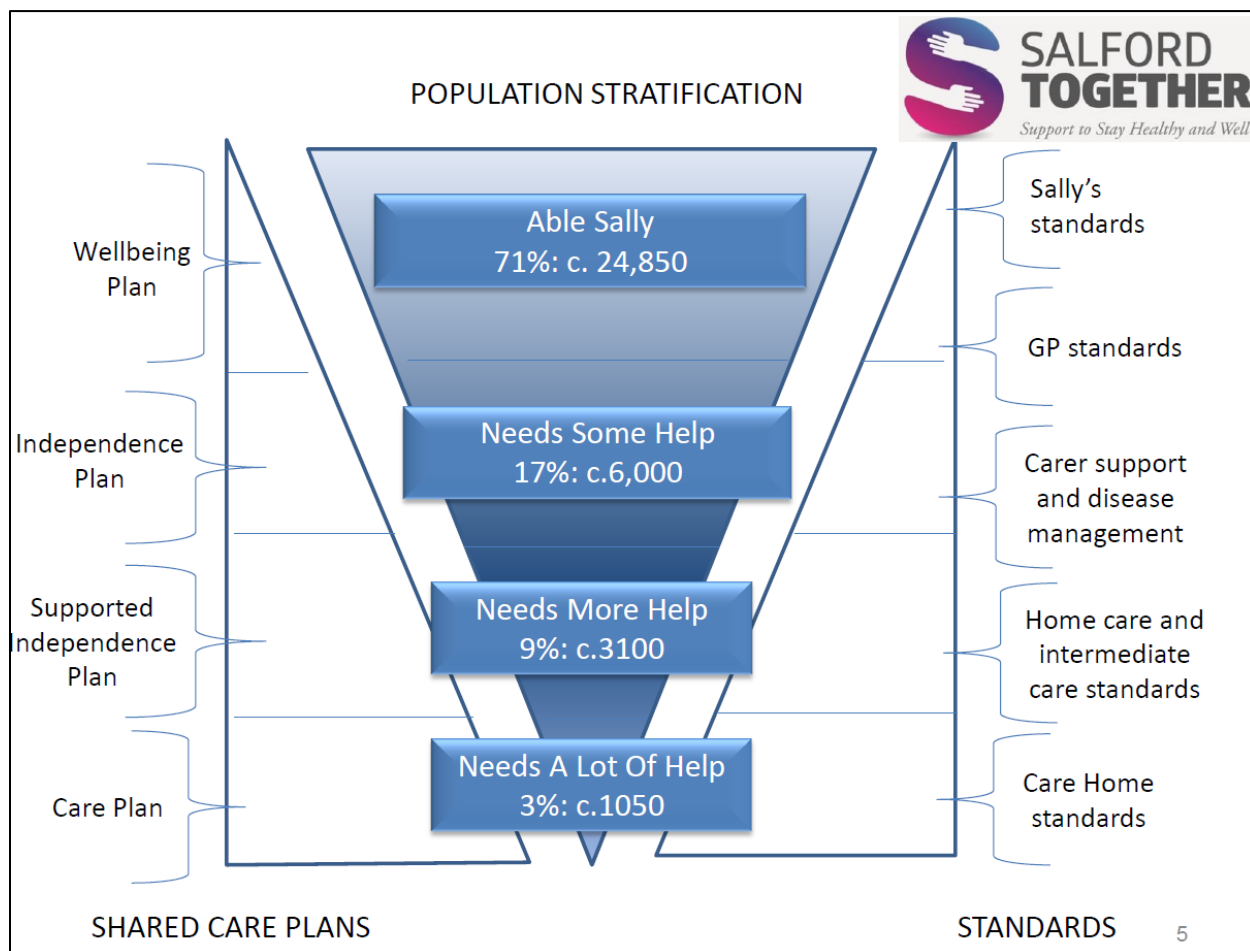 SALFORD
TOGETHER
Support to Stay Healthy and Well
POPULATION STRATIFICATION
Wellbeing
Plan
Independence
Plan
Supported
Independence
Plan
Care Plan
Able Sally
71%: c. 24,850
Needs Some Help
17%: c.6,000
Needs More Help
9%: c.3100
Needs A Lot Of Help
3%: c.1050
Sally's
standards
GP standards
Carer support
and disease
management
Home care and
intermediate
care standards
Care Home
standards
SHARED CARE PLANS
STANDARDS
5